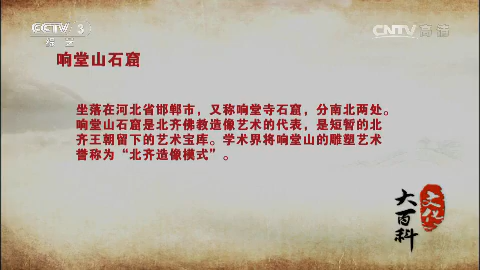 CCTV 3
综艺
CNTV 高清
响堂山石窟
坐落在河北省邯郸市，又称响堂寺石窟，分南北两处。
响堂山石窟是北齐佛教造像艺术的代表，是短暂的北
齐王朝留下的艺术宝库。学术界将响堂山的雕塑艺术
誉称为“北齐造像模式”。
文化
大百科